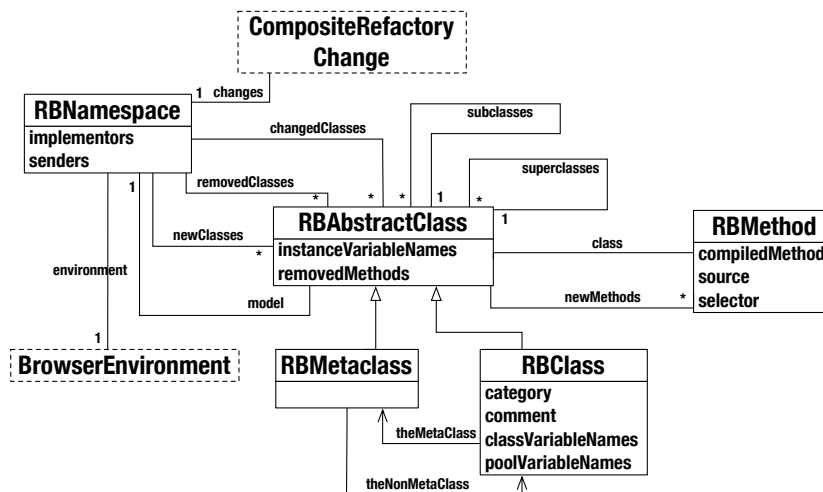 CompositeRefactory
Change
1 changes
RBNamespace
implementors
senders
changedClasses
subclasses
superclasses
removedClasses
1
* * * 1 *
1
RBAbstractClass
instanceVariableNames
removedMethods
newClasses
*
RBMethod
compiledMethod
source
selector
class
environment
model
newMethods *
1
BrowserEnvironment
RBMetaclass
RBClass
category
comment
classVariableNames
poolVariableNames
theMetaClass
theNonMetaClass